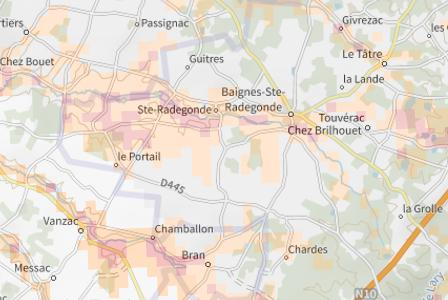 Givrezac
Passignac
rtiers
les C
Le Tâtre
Chez Bouet
Guitres
la Lande
Baignes-Ste-
Radegonde
Ste-Radegonde
Touvérac
Chez Brilhouet
le Portail
D445
la Grolle
Vanzac
Chamballon
Bran
Chardes
Messac
N10